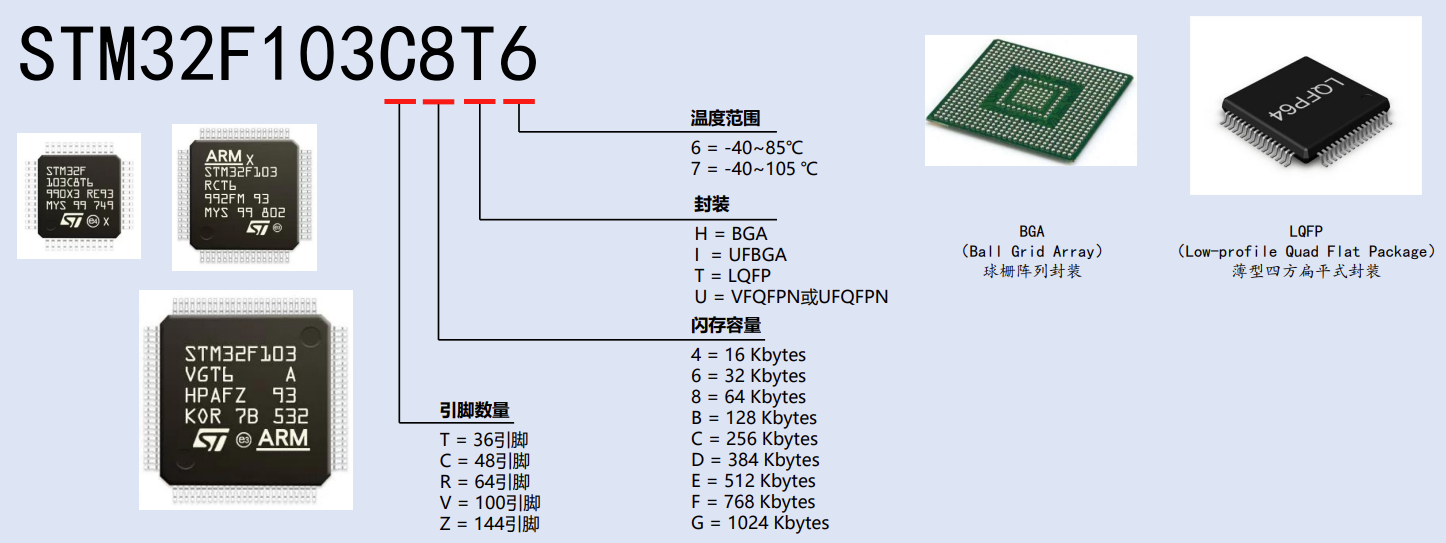 STM32F103C8T6
STM32F
103C8T6
990X3 RE93
MYS 99 749
ST e4 X
ARM X
STM32F103
RCT6
992FM 93
MYS 99 802
ST e3
STM32F103
VGT6 A
HPAFZ 93
KOR 7B 532
ST e3 ARM
引脚数量
T = 36引脚
C = 48引脚
R = 64引脚
V = 100引脚
Z = 144引脚
温度范围
6 = -40~85℃
7 = -40~105 ℃
封装
H = BGA
I = UFBGA
T = LQFP
U = VFQFPN或UFQFPN
闪存容量
4 = 16 Kbytes
6 = 32 Kbytes
8 = 64 Kbytes
B = 128 Kbytes
C = 256 Kbytes
D = 384 Kbytes
E = 512 Kbytes
F = 768 Kbytes
G = 1024 Kbytes
BGA
（Ball Grid Array）
球栅阵列封装
LQFP64
LQFP
（Low-profile Quad Flat Package）
薄型四方扁平式封装